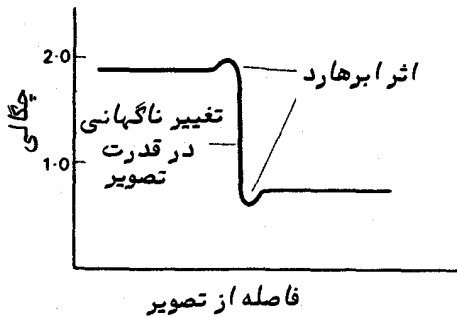 2·0
اثر ابرهارد
چگالی
تغییر ناگهانی
در قدرت
تصویر
1·0
فاصله از تصویر